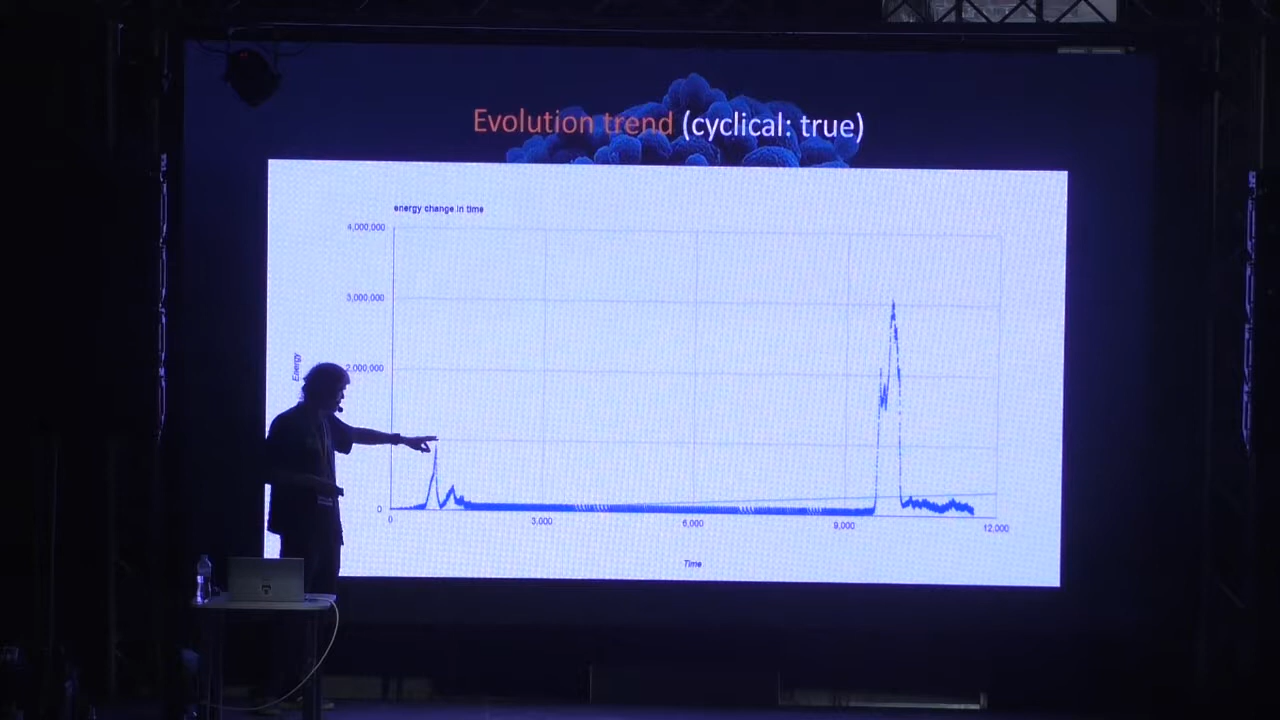 Evolution trend (cyclical: true)
energy change in time
4,000,000
3,000,000
2,000,000
0
Energy
0
3,000
6,000
9,000
12,000
Time